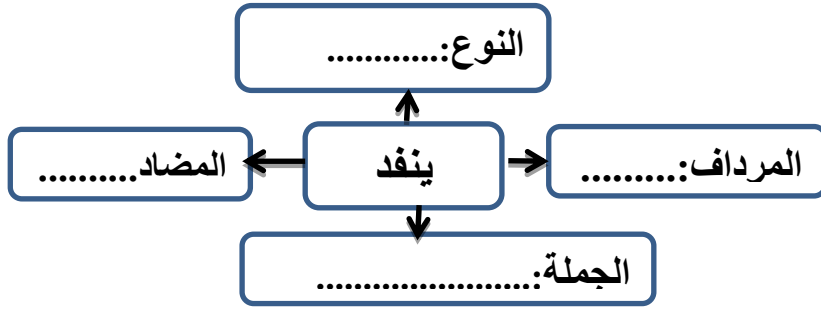 النوع:............
المرداف:.........
ينفد
المضاد..........
الجملة:.......................